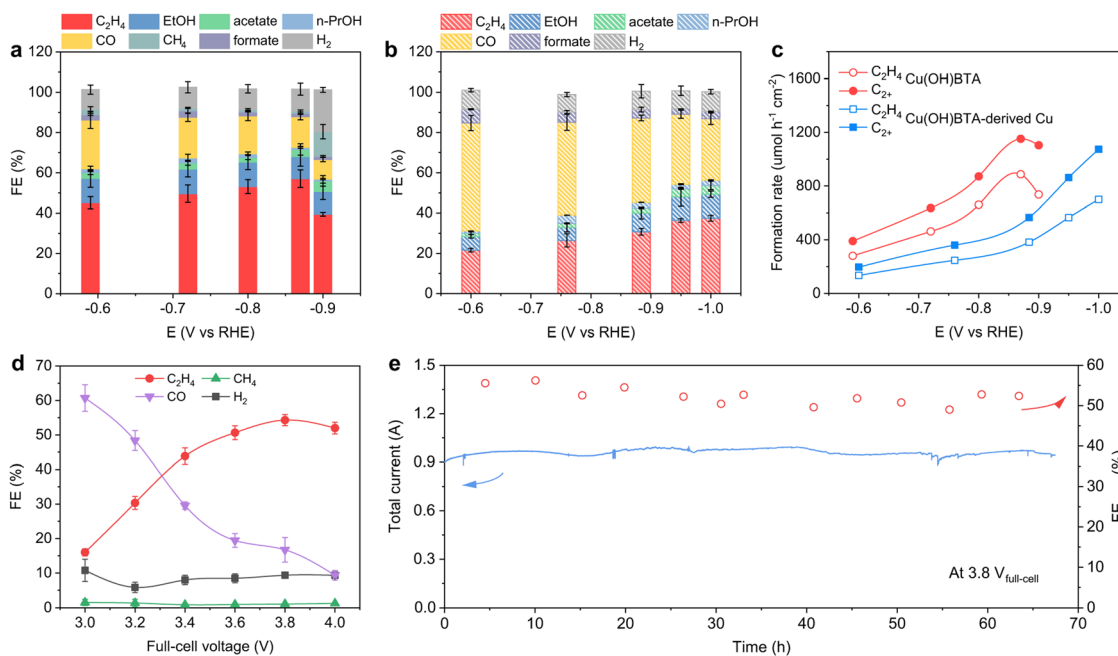 a
C₂H₄ EtOH acetate n-PrOH
CO CH₄ formate H₂
FE (%)
0 20 40 60 80 100 120
-0.6 -0.7 -0.8 -0.9
E (V vs RHE)
b
C₂H₄ EtOH acetate n-PrOH
CO formate H₂
FE (%)
0 20 40 60 80 100 120
-0.6 -0.7 -0.8 -0.9 -1.0
E (V vs RHE)
c
C₂H₄ Cu(OH)BTA
C₂₊
C₂H₄ Cu(OH)BTA-derived Cu
C₂₊
Formation rate (umol h⁻¹ cm⁻²)
0 400 800 1200 1600
-0.6 -0.7 -0.8 -0.9 -1.0
E (V vs RHE)
d
C₂H₄ CH₄
CO H₂
FE (%)
0 10 20 30 40 50 60 70
3.0 3.2 3.4 3.6 3.8 4.0
Full-cell voltage (V)
e
Total current (A)
0.0 0.3 0.6 0.9 1.2 1.5
At 3.8 V full-cell
0 10 20 30 40 50 60 70
Time (h)
0 10 20 30 40 50 60
FE (%)